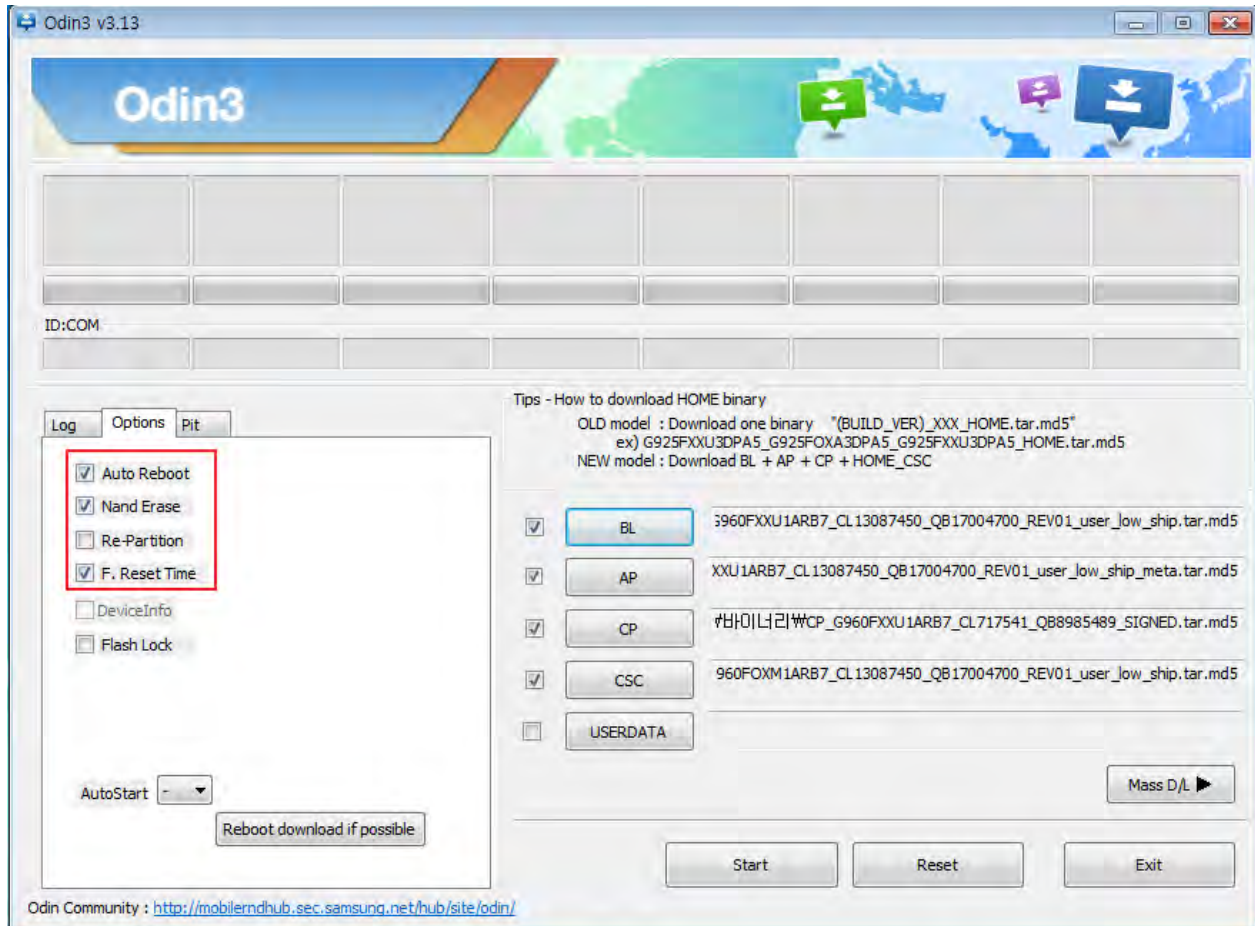 Odin3 v3.13
Odin3
ID:COM
Log Options Pit
Auto Reboot
Nand Erase
Re-Partition
F. Reset Time
DeviceInfo
Flash Lock
AutoStart -
Reboot download if possible
Tips - How to download HOME binary
OLD model : Download one binary "(BUILD_VER)_XXX_HOME.tar.md5"
ex) G925FXXU3DPA5_G925FOXA3DPA5_G925FXXU3DPA5_HOME.tar.md5
NEW model : Download BL + AP + CP + HOME_CSC
BL G960FXXU1ARB7_CL13087450_QB17004700_REV01_user_low_ship.tar.md5
AP XXU1ARB7_CL13087450_QB17004700_REV01_user_low_ship_meta.tar.md5
CP 바이너리₩CP_G960FXXU1ARB7_CL717541_QB8985489_SIGNED.tar.md5
CSC 960FOXM1ARB7_CL13087450_QB17004700_REV01_user_low_ship.tar.md5
USERDATA
Mass D/L
Start Reset Exit
Odin Community : http://mobilerndhub.sec.samsung.net/hub/site/odin/